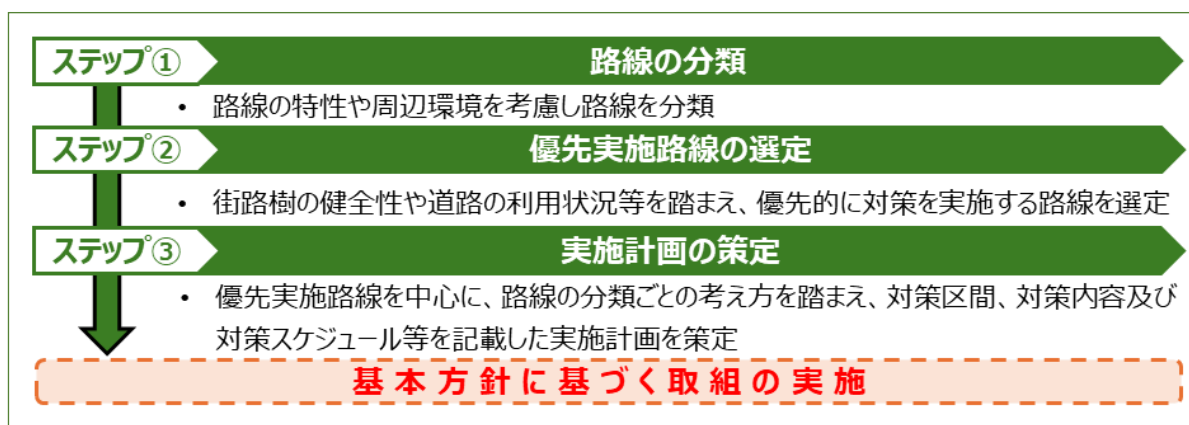 ステップ① 路線の分類
• 路線の特性や周辺環境を考慮し路線を分類
ステップ② 優先実施路線の選定
• 街路樹の健全性や道路の利用状況等を踏まえ、優先的に対策を実施する路線を選定
ステップ③ 実施計画の策定
• 優先実施路線を中心に、路線の分類ごとの考え方を踏まえ、対策区間、対策内容及び
対策スケジュール等を記載した実施計画を策定
基本方針に基づく取組の実施